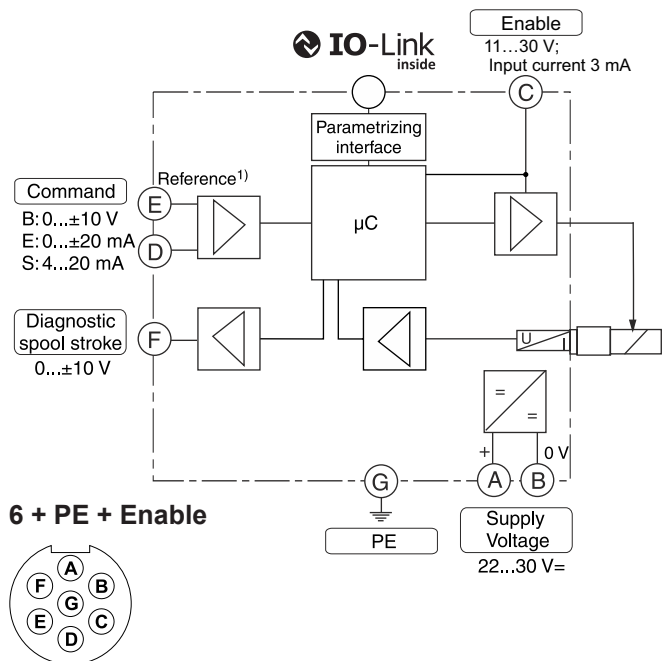 IO-Link
inside
Enable
11...30 V;
Input current 3 mA
C
Parametrizing
interface
Reference1)
Command
B: 0...±10 V
E: 0...±20 mA
S: 4...20 mA
E
D
µC
Diagnostic
spool stroke
0...±10 V
F
U
I
=
=
+
0 V
A
B
G
PE
Supply
Voltage
22...30 V=
6 + PE + Enable
A
F
B
G
E
C
D